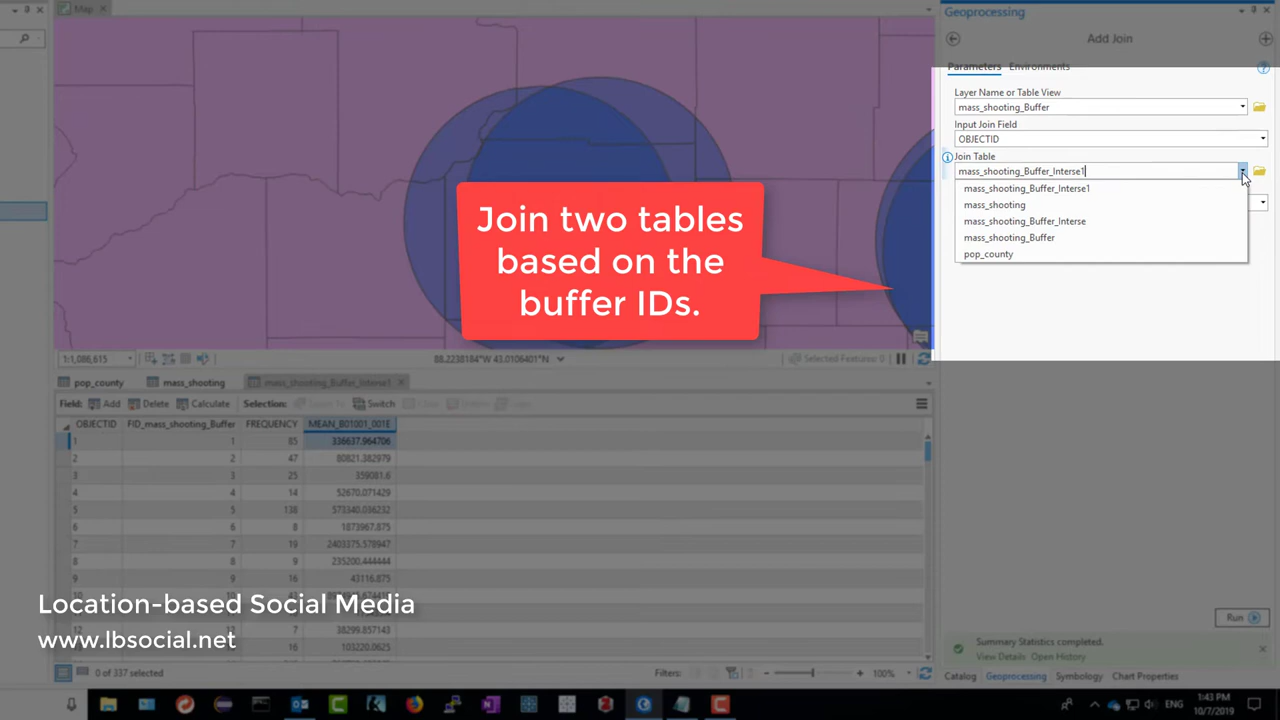 Map
Geoprocessing
Add Join
Parameters Environments
Layer Name or Table View
mass_shooting_Buffer
Input Join Field
OBJECTID
Join Table
mass_shooting_Buffer_Interse1
mass_shooting_Buffer_Interse1
mass_shooting
mass_shooting_Buffer_Interse
mass_shooting_Buffer
pop_county
Join two tables
based on the
buffer IDs.
1:1,086,615
88.2238184°W 43.0106401°N
Selected Features: 0
pop_county mass_shooting mass_shooting_Buffer_Interse1
Field: Add Delete Calculate Selection: Switch
OBJECTID FID_mass_shooting_Buffer FREQUENCY MEAN_B01001_001E
1 1 85 336637.964706
2 2 47 80821.382979
3 3 25 359081.6
4 4 14 52670.071429
5 5 138 573340.036232
6 6 8 1873967.875
7 7 19 2403375.578947
8 8 9 235200.444444
9 9 16 43116.875
7 38299.857143
16 103220.0625
Location-based Social Media
www.lbsocial.net
0 of 337 selected
Filters:
100%
Run
Summary Statistics completed.
View Details Open History
Catalog Geoprocessing Symbology Chart Properties
ENG
1:43 PM
10/7/2019